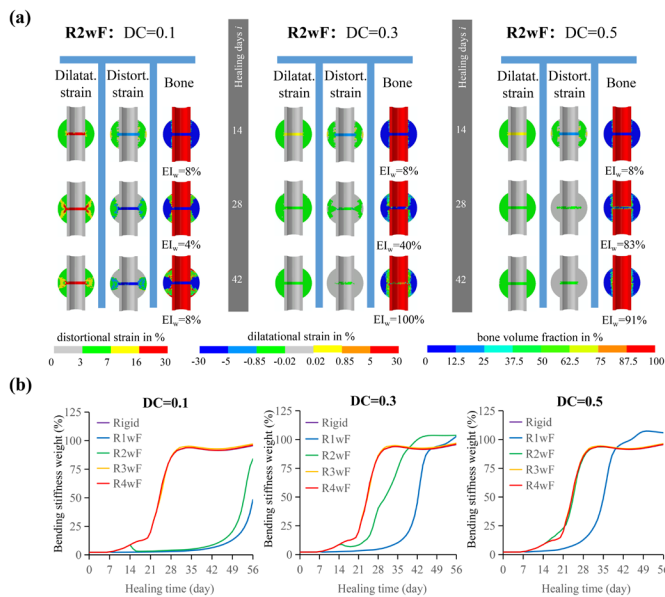 (a)
R2wF: DC=0.1
Healing days i
R2wF: DC=0.3
R2wF: DC=0.5
Dilatat. strain
Distort. strain
Bone
Dilatat. strain
Distort. strain
Bone
Healing days i
Dilatat. strain
Distort. strain
Bone
14
14
EIw=8%
EIw=8%
EIw=8%
28
28
EIw=4%
EIw=40%
EIw=83%
42
42
EIw=8%
EIw=100%
EIw=91%
distortional strain in %
dilatational strain in %
bone volume fraction in %
0 3 7 16 30
-30 -5 -0.85 -0.02 0.02 0.85 5 30
0 12.5 25 37.5 50 62.5 75 87.5 100
(b)
DC=0.1
Bending stiffness weight (%)
125
100
75
50
25
0
Rigid
R1wF
R2wF
R3wF
R4wF
0 7 14 21 28 35 42 49 56
Healing time (day)
DC=0.3
Bending stiffness weight (%)
125
100
75
50
25
0
Rigid
R1wF
R2wF
R3wF
R4wF
0 7 14 21 28 35 42 49 56
Healing time (day)
DC=0.5
Bending stiffness weight (%)
125
100
75
50
25
0
Rigid
R1wF
R2wF
R3wF
R4wF
0 7 14 21 28 35 42 49 56
Healing time (day)